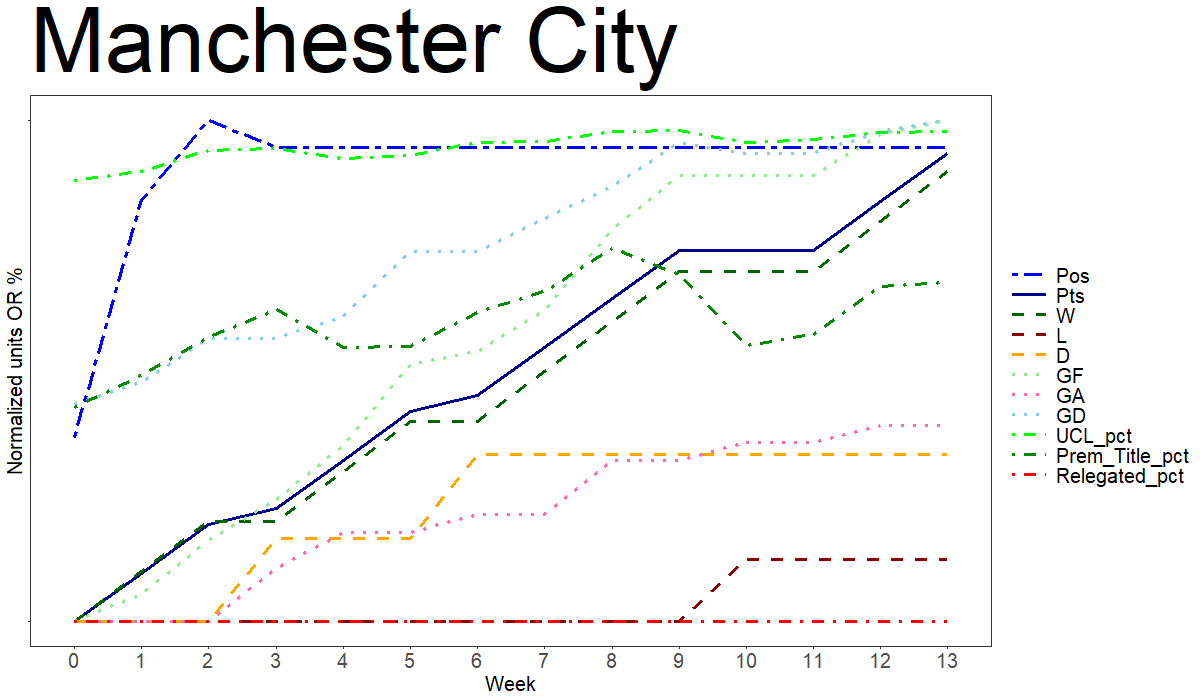 Manchester City
Normalized units OR %
Pos
Pts
W
L
D
GF
GA
GD
UCL_pct
Prem_Title_pct
Relegated_pct
0 1 2 3 4 5 6 7 8 9 10 11 12 13
Week